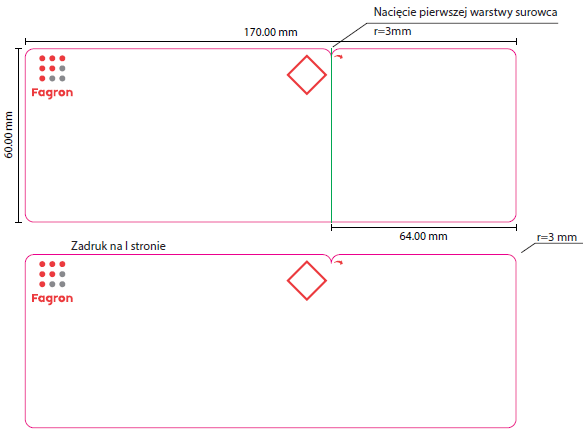 Nacięcie pierwszej warstwy surowca
170.00 mm
r=3mm
Fagron
60.00 mm
64.00 mm
Zadruk na I stronie
r=3 mm
Fagron